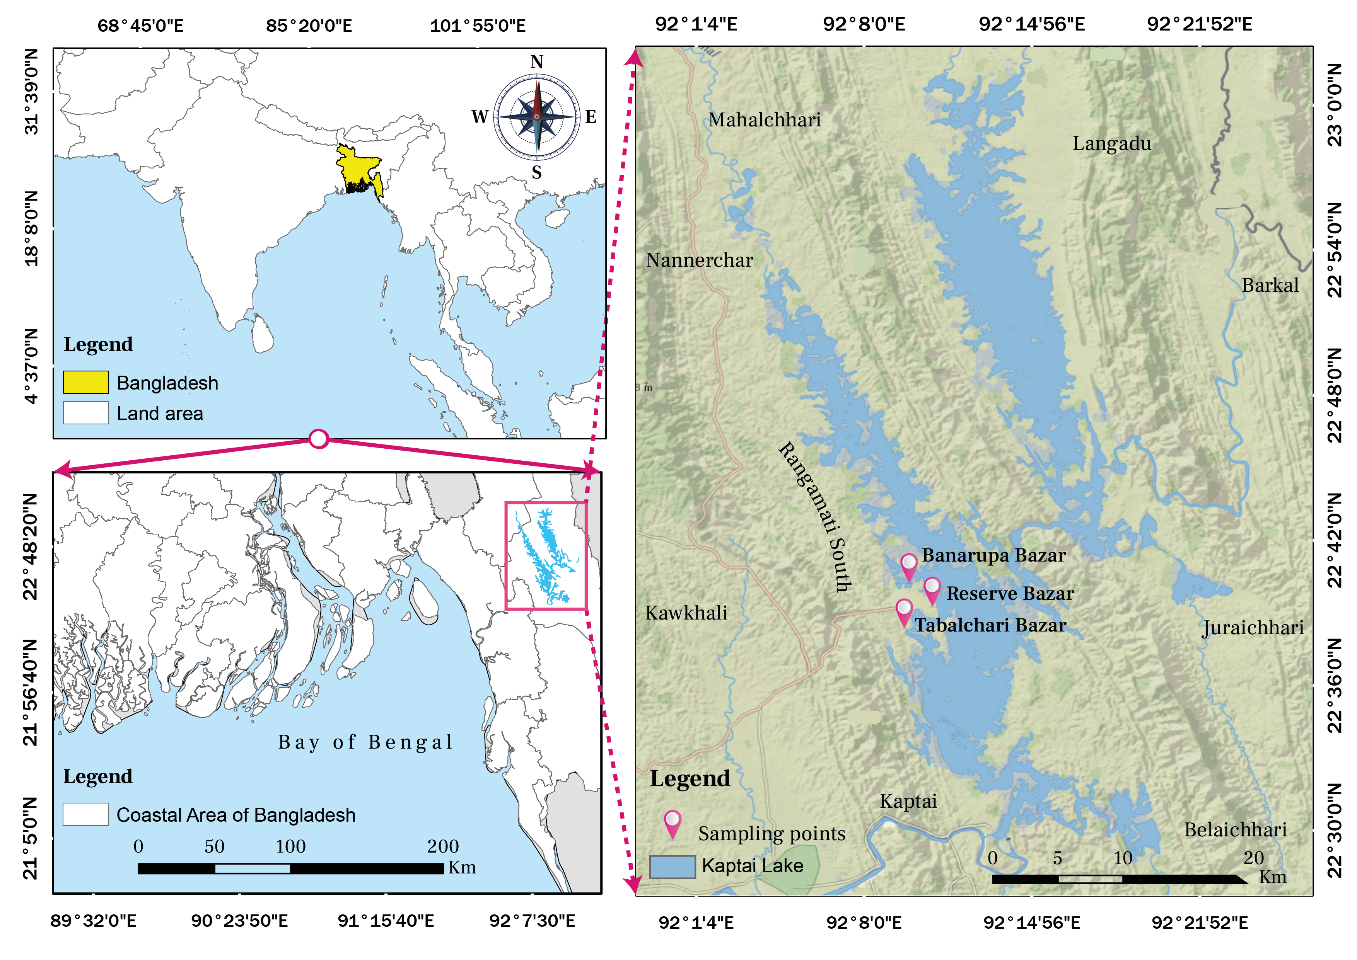 68°45'0"E
85°20'0"E
101°55'0"E
31°39'0"N
18°8'0"N
4°37'0"N
N
W
E
S
Legend
Bangladesh
Land area
22°48'20"N
21°56'40"N
21°5'0"N
Bay of Bengal
Legend
Coastal Area of Bangladesh
0 50 100 200
Km
89°32'0"E
90°23'50"E
91°15'40"E
92°7'30"E
92°1'4"E
92°8'0"E
92°14'56"E
92°21'52"E
Mahalchhari
Langadu
Nannerchar
Barkal
8 m
Rangamati South
Banarupa Bazar
Reserve Bazar
Tabalchari Bazar
Kawkhali
Juraichhari
Legend
Sampling points
Kaptai Lake
Kaptai
Belaichhari
0 5 10 20
Km
23°0'0"N
22°54'0"N
22°48'0"N
22°42'0"N
22°36'0"N
22°30'0"N
92°1'4"E
92°8'0"E
92°14'56"E
92°21'52"E